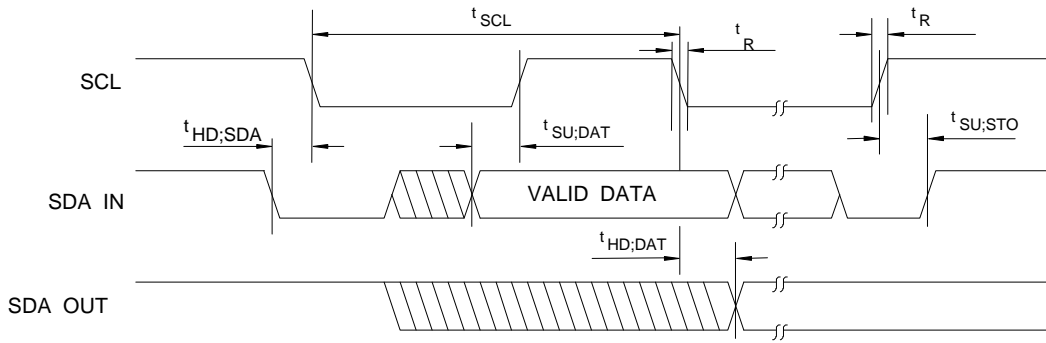 t SCL
t R
t R
SCL
t HD;SDA
t SU;DAT
t SU;STO
SDA IN
VALID DATA
t HD;DAT
SDA OUT